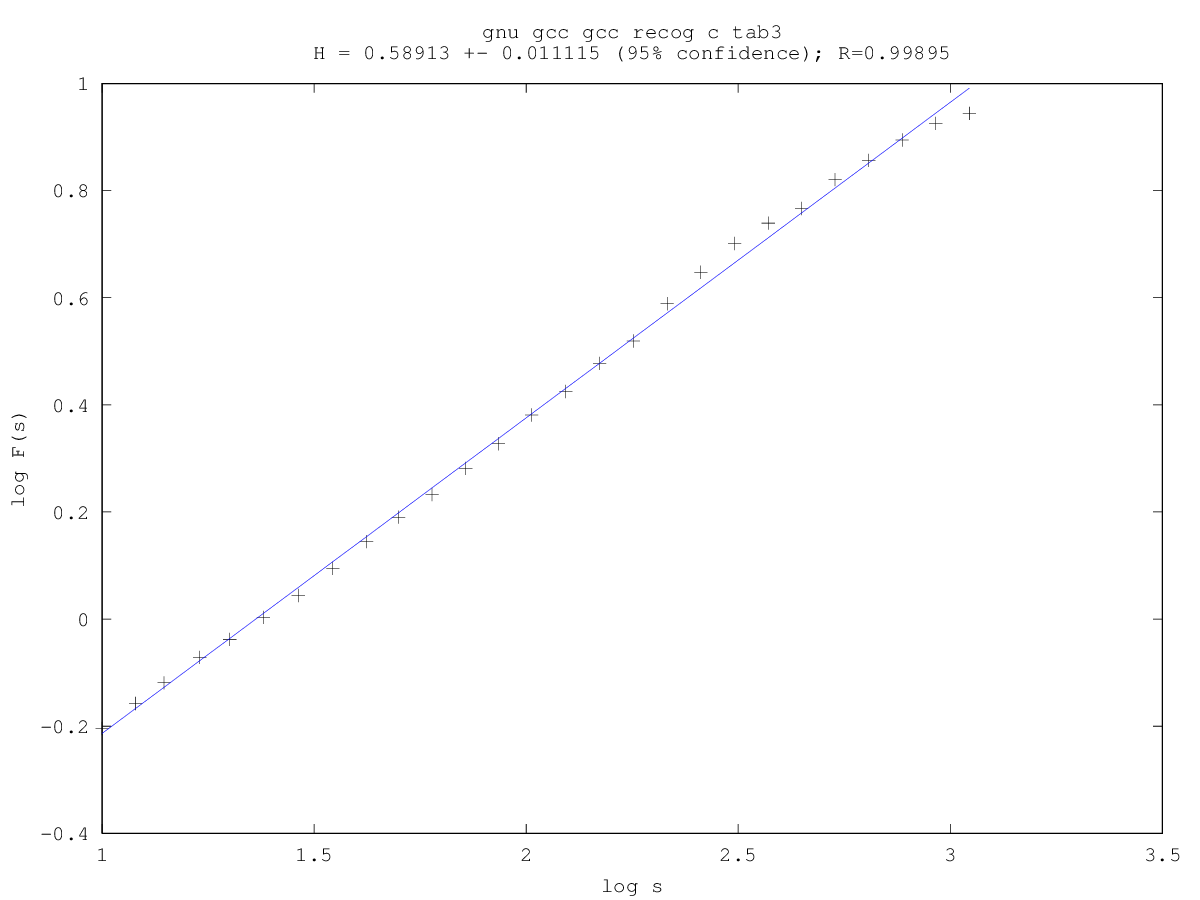 gnu gcc gcc recog c tab3
H = 0.58913 +- 0.011115 (95% confidence); R=0.99895
1
0.8
0.6
0.4
0.2
0
-0.2
-0.4
log F(s)
1 1.5 2 2.5 3 3.5
log s